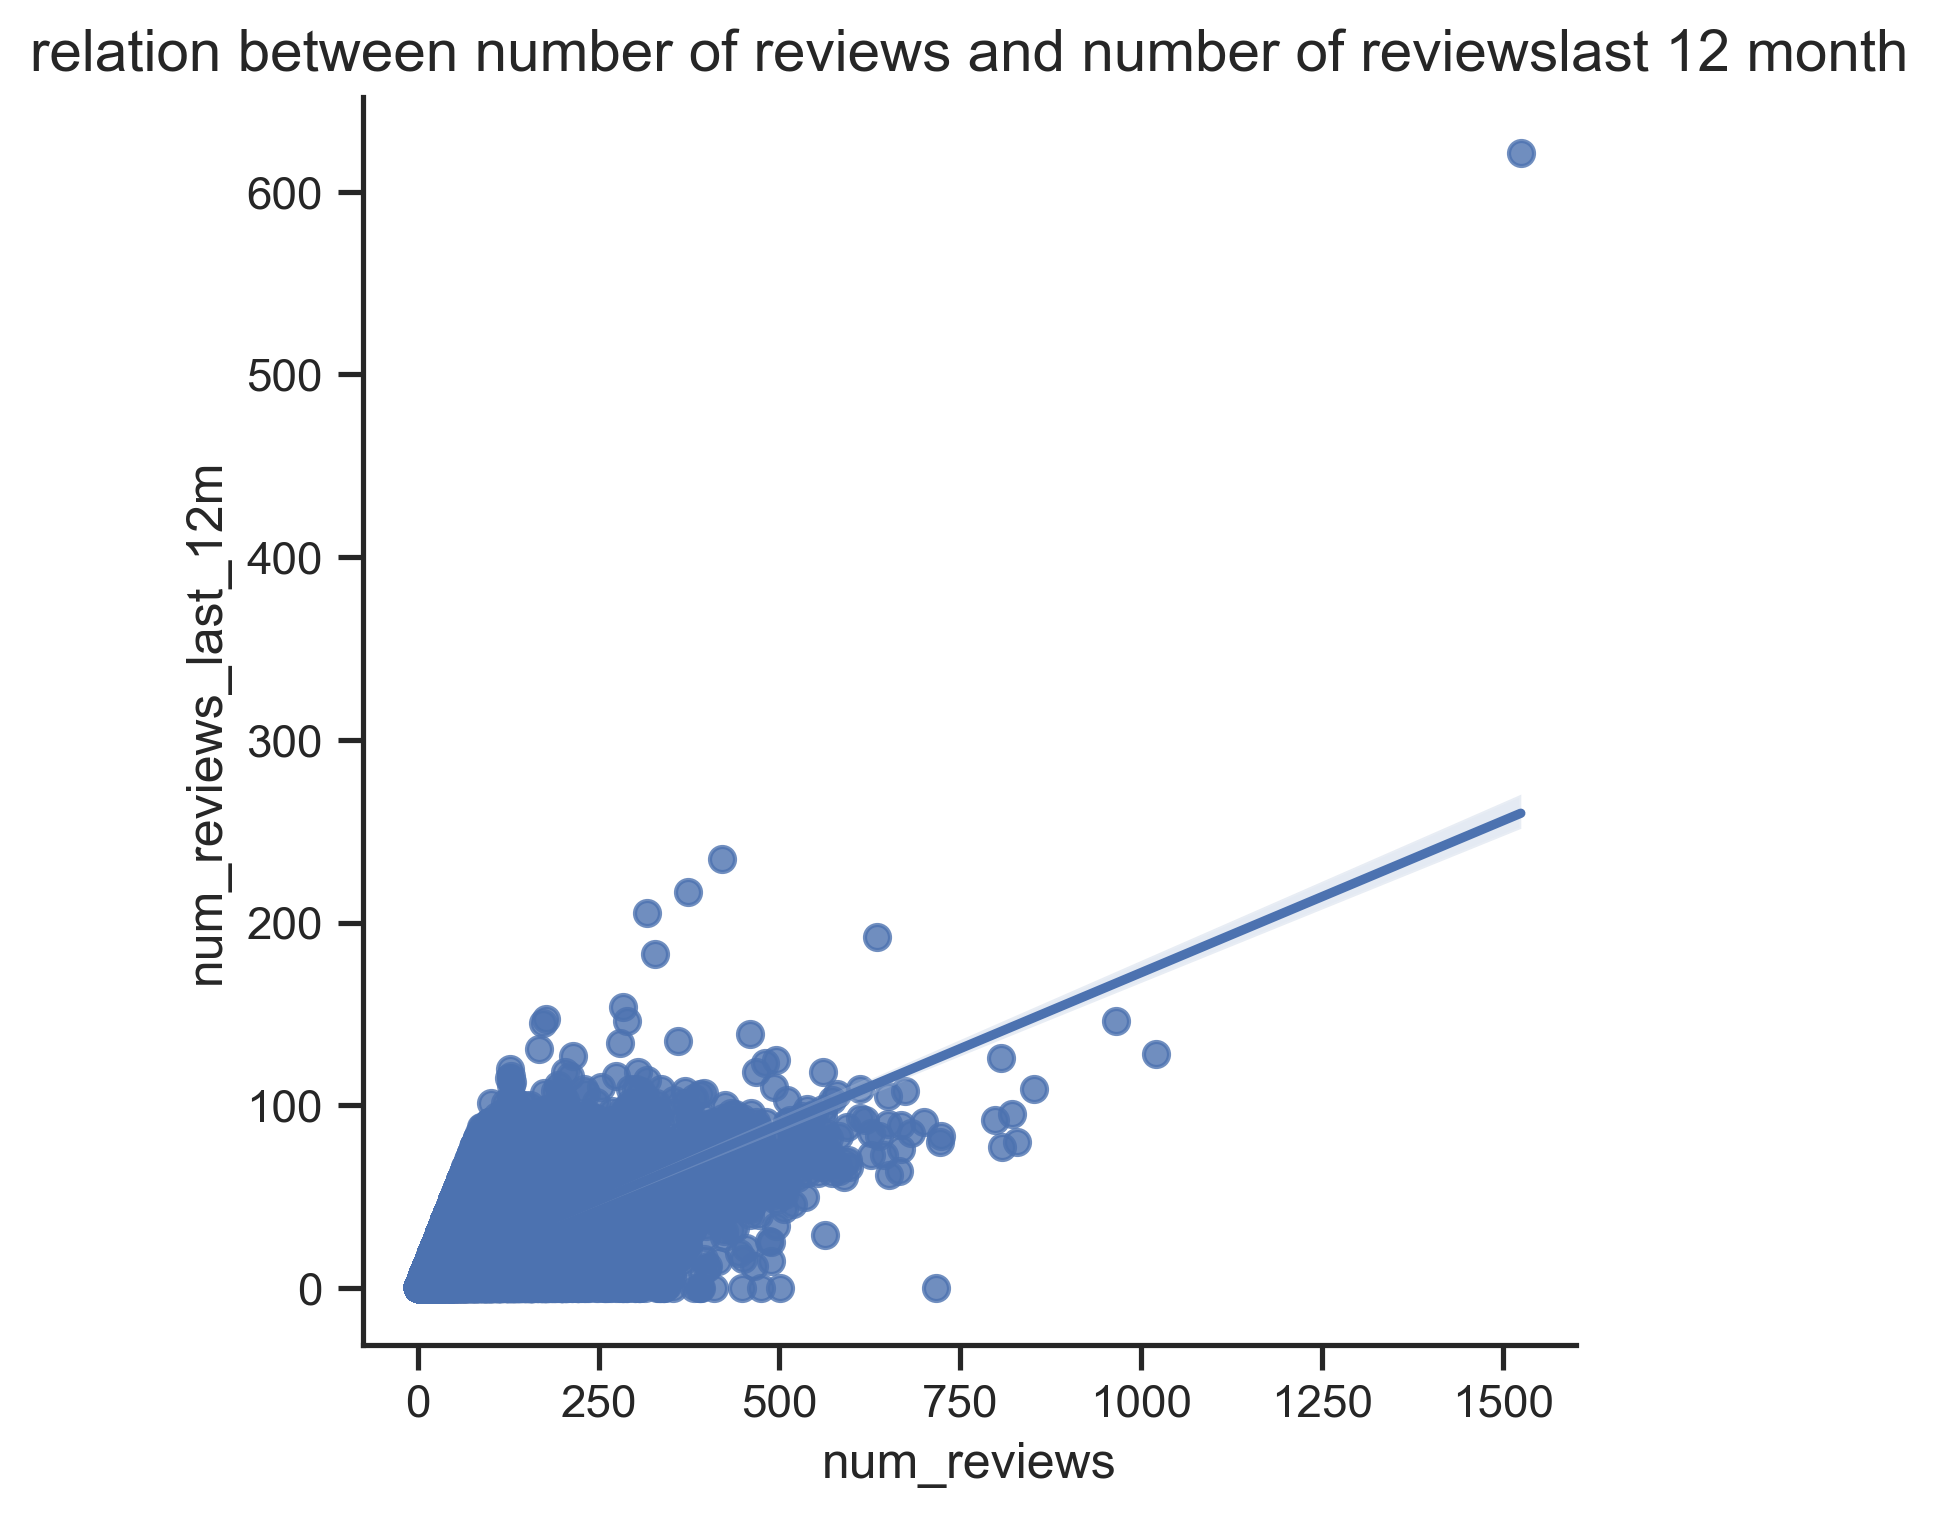 relation between number of reviews and number of reviewslast 12 month
600
500
400
300
200
100
0
num_reviews_last_12m
0 250 500 750 1000 1250 1500
num_reviews